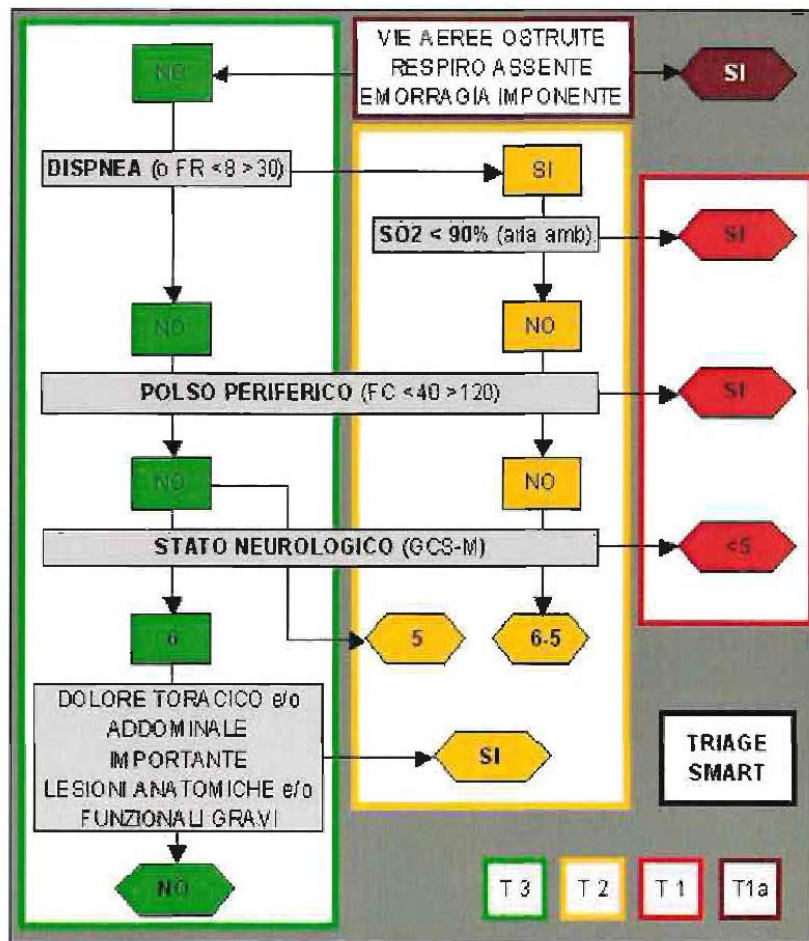 VIE AEREE OSTRUITE
RESPIRO ASSENTE
EMORRAGIA IMPONENTE
NO
SI
DISPNEA (o FR <8 >30)
SI
SO2 < 90% (aria amb).
SI
NO
NO
POLSO PERIFERICO (FC <40 >120)
SI
NO
NO
STATO NEUROLOGICO (GCS-M)
<5
6
5
6-5
DOLORE TORACICO e/o
ADDOMINALE
IMPORTANTE
LESIONI ANATOMICHE e/o
FUNZIONALI GRAVI
SI
TRIAGE
SMART
NO
T 3
T 2
T 1
T1a